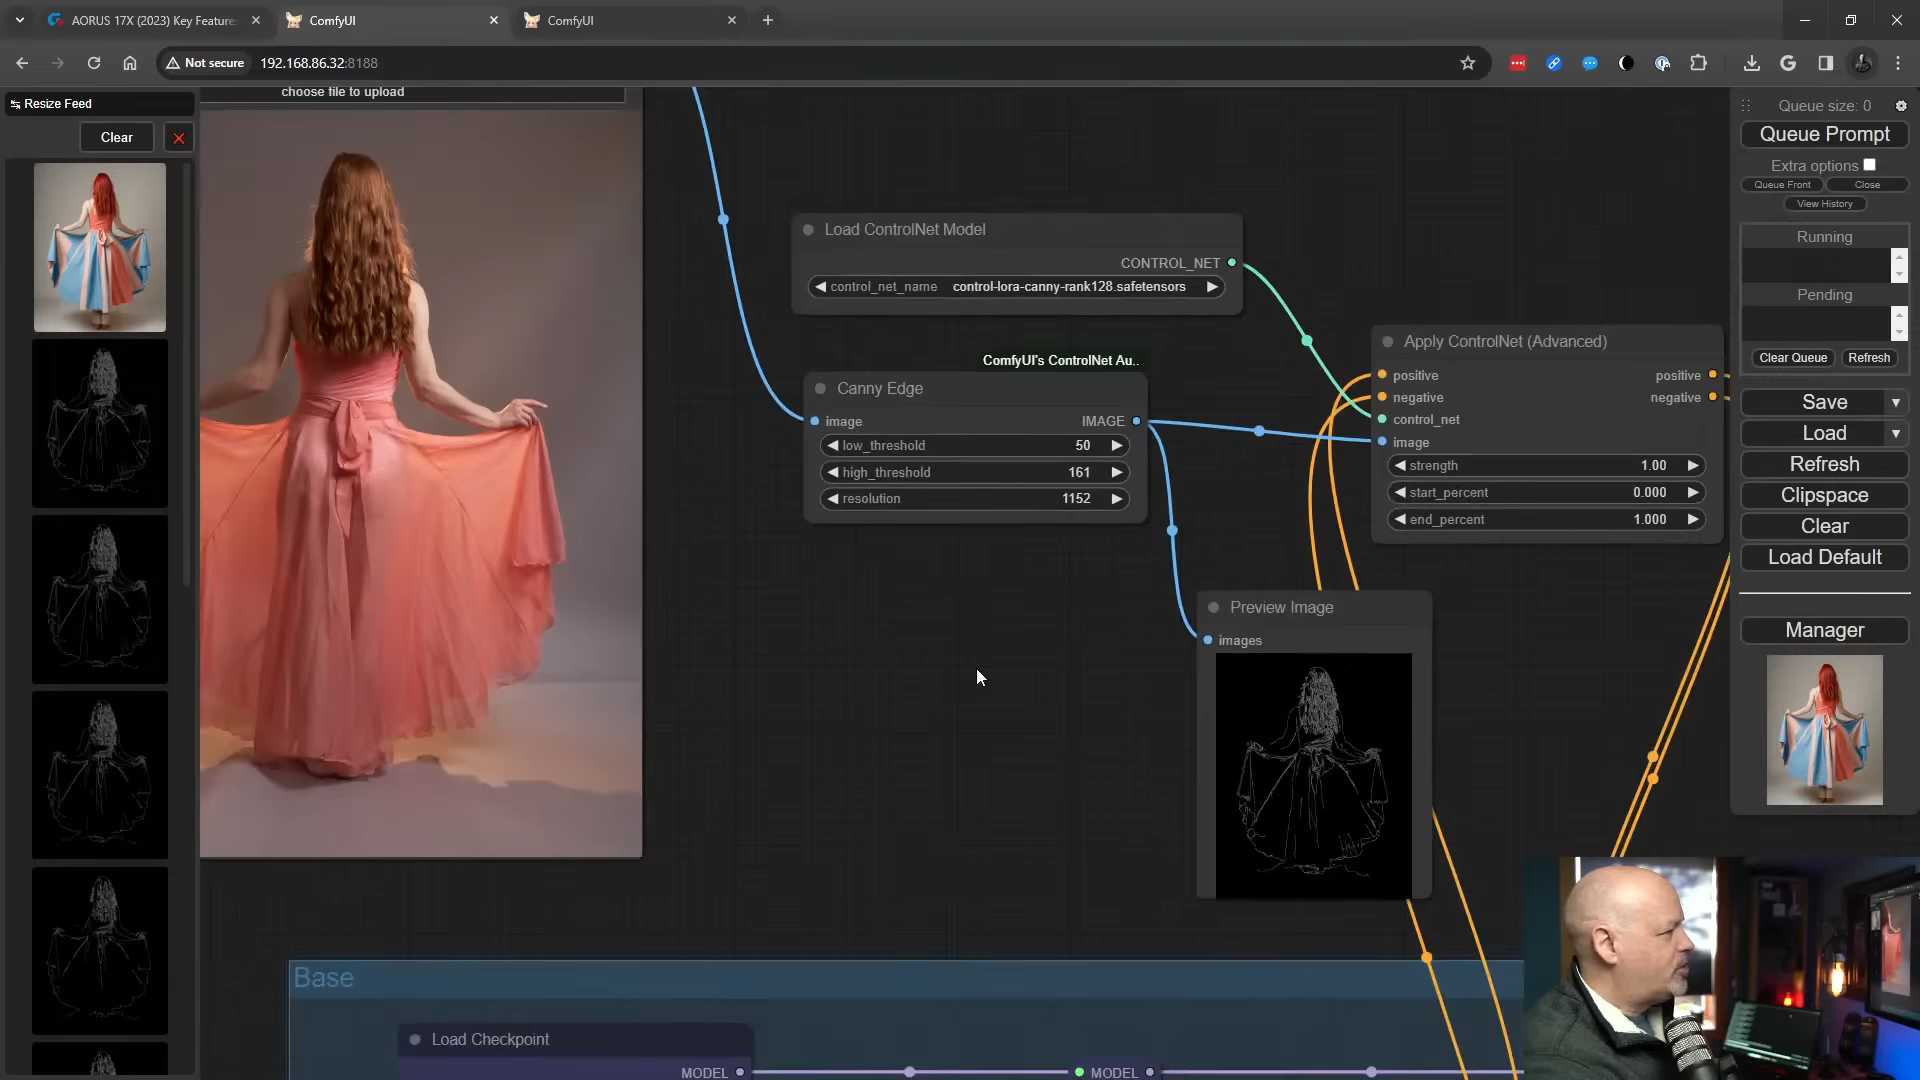 AORUS 17X (2023) Key Feature
ComfyUI
ComfyUI
Not secure
192.168.86.32:8188
Resize Feed
Clear
choose file to upload
Load ControlNet Model
CONTROL_NET
control_net_name control-lora-canny-rank128.safetensors
ComfyUI's ControlNet Au..
Canny Edge
image IMAGE
low_threshold 50
high_threshold 161
resolution 1152
Apply ControlNet (Advanced)
positive positive
negative negative
control_net
image
strength 1.00
start_percent 0.000
end_percent 1.000
Preview Image
images
Base
Load Checkpoint
MODEL
MODEL
Queue size: 0
Queue Prompt
Extra options
Queue Front Close
View History
Running
Pending
Clear Queue Refresh
Save
Load
Refresh
Clipspace
Clear
Load Default
Manager